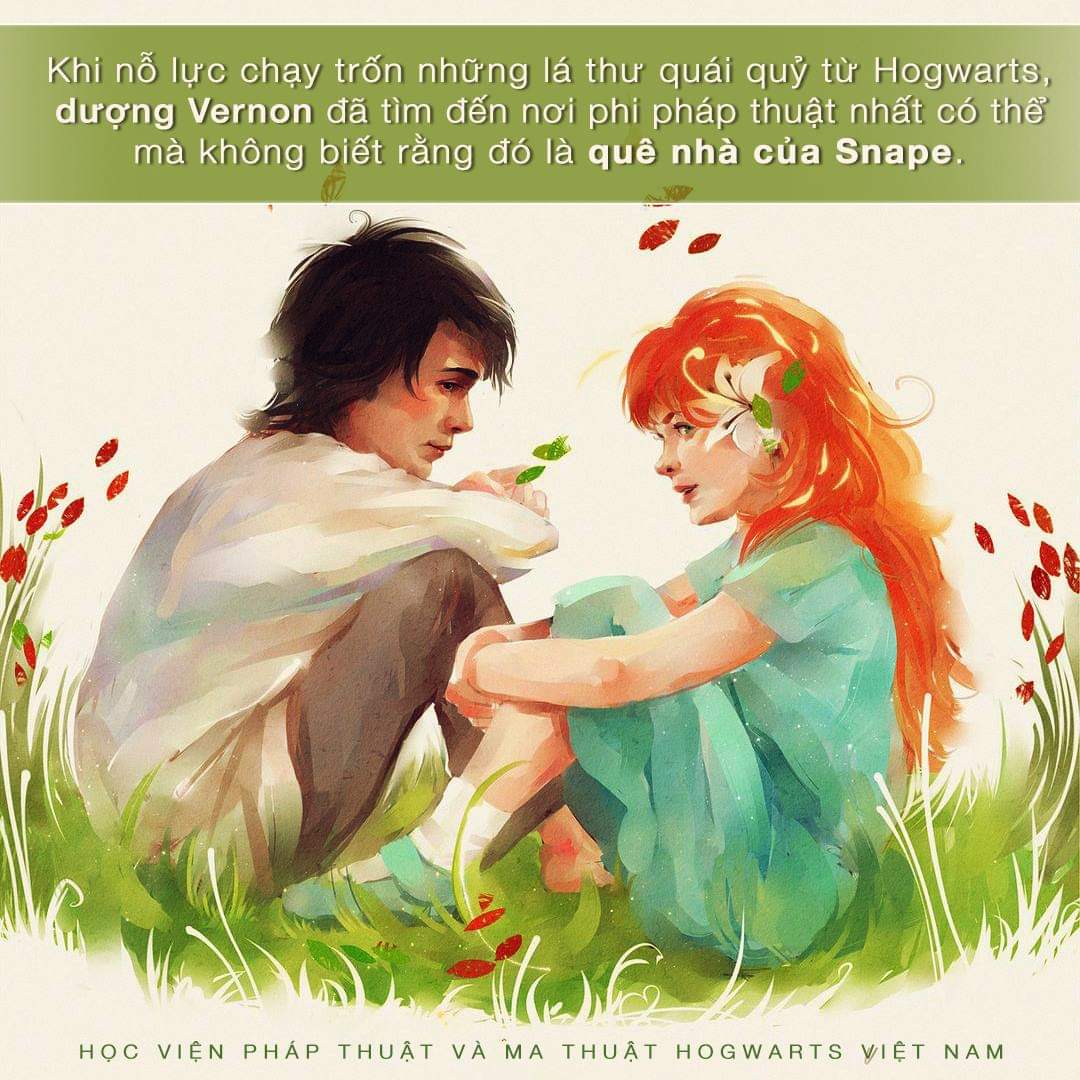 Khi nỗ lực chạy trốn những lá thư quái quỷ từ Hogwarts,
dượng Vernon đã tìm đến nơi phi pháp thuật nhất có thể
mà không biết rằng đó là quê nhà của Snape.
HỌC VIỆN PHÁP THUẬT VÀ MA THUẬT HOGWARTS VIỆT NAM